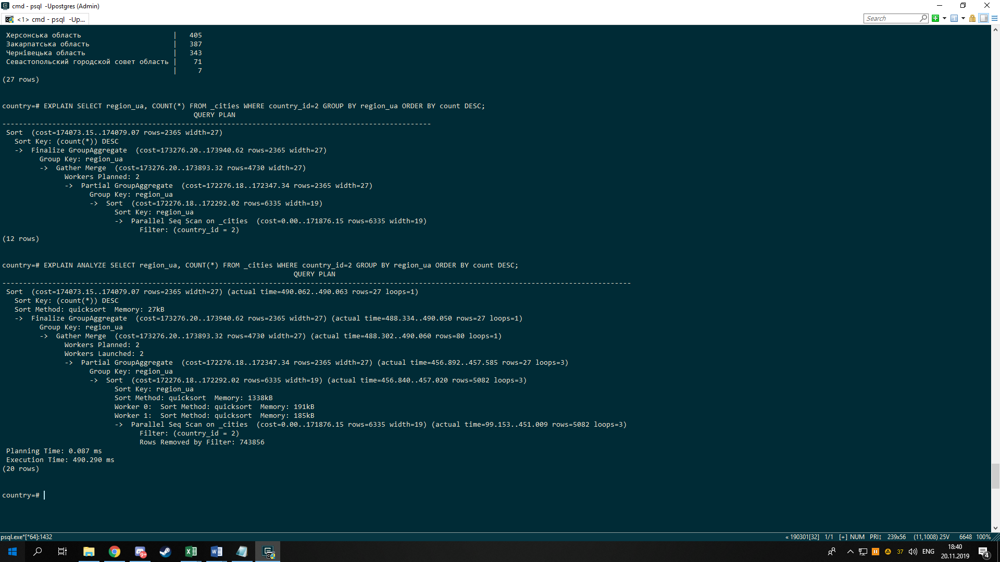 cmd - psql  -Upostgres (Admin)
<1> cmd - psql  -Up...
Search
Херсонська область                      |   405
Закарпатська область                    |   387
Чернівецька область                     |   343
Севастопольский городской совет область |    71
                                        |     7
(27 rows)
country=# EXPLAIN SELECT region_ua, COUNT(*) FROM _cities WHERE country_id=2 GROUP BY region_ua ORDER BY count DESC;
QUERY PLAN
-------------------------------------------------------------------------------------------------------
Sort  (cost=174073.15..174079.07 rows=2365 width=27)
  Sort Key: (count(*)) DESC
  ->  Finalize GroupAggregate  (cost=173276.20..173940.62 rows=2365 width=27)
        Group Key: region_ua
        ->  Gather Merge  (cost=173276.20..173893.32 rows=4730 width=27)
              Workers Planned: 2
              ->  Partial GroupAggregate  (cost=172276.18..172347.34 rows=2365 width=27)
                    Group Key: region_ua
                    ->  Sort  (cost=172276.18..172292.02 rows=6335 width=19)
                          Sort Key: region_ua
                          ->  Parallel Seq Scan on _cities  (cost=0.00..171876.15 rows=6335 width=19)
                                Filter: (country_id = 2)
(12 rows)
country=# EXPLAIN ANALYZE SELECT region_ua, COUNT(*) FROM _cities WHERE country_id=2 GROUP BY region_ua ORDER BY count DESC;
QUERY PLAN
-------------------------------------------------------------------------------------------------------------------------------------------------------
Sort  (cost=174073.15..174079.07 rows=2365 width=27) (actual time=490.062..490.063 rows=27 loops=1)
  Sort Key: (count(*)) DESC
  Sort Method: quicksort  Memory: 27kB
  ->  Finalize GroupAggregate  (cost=173276.20..173940.62 rows=2365 width=27) (actual time=488.334..490.050 rows=27 loops=1)
        Group Key: region_ua
        ->  Gather Merge  (cost=173276.20..173893.32 rows=4730 width=27) (actual time=488.302..490.060 rows=80 loops=1)
              Workers Planned: 2
              Workers Launched: 2
              ->  Partial GroupAggregate  (cost=172276.18..172347.34 rows=2365 width=27) (actual time=456.892..457.585 rows=27 loops=3)
                    Group Key: region_ua
                    ->  Sort  (cost=172276.18..172292.02 rows=6335 width=19) (actual time=456.840..457.020 rows=5082 loops=3)
                          Sort Key: region_ua
                          Sort Method: quicksort  Memory: 1338kB
                          Worker 0:  Sort Method: quicksort  Memory: 191kB
                          Worker 1:  Sort Method: quicksort  Memory: 185kB
                          ->  Parallel Seq Scan on _cities  (cost=0.00..171876.15 rows=6335 width=19) (actual time=99.153..451.009 rows=5082 loops=3)
                                Filter: (country_id = 2)
                                Rows Removed by Filter: 743856
Planning Time: 0.087 ms
Execution Time: 490.290 ms
(20 rows)
country=#
psql.exe*[*64]:1432 « 190301[32] 1/1 [+] NUM PRI↕ 239x56 (11,1008) 25V 6648 100%
9+ 37 ENG 18:40
20.11.2019 4